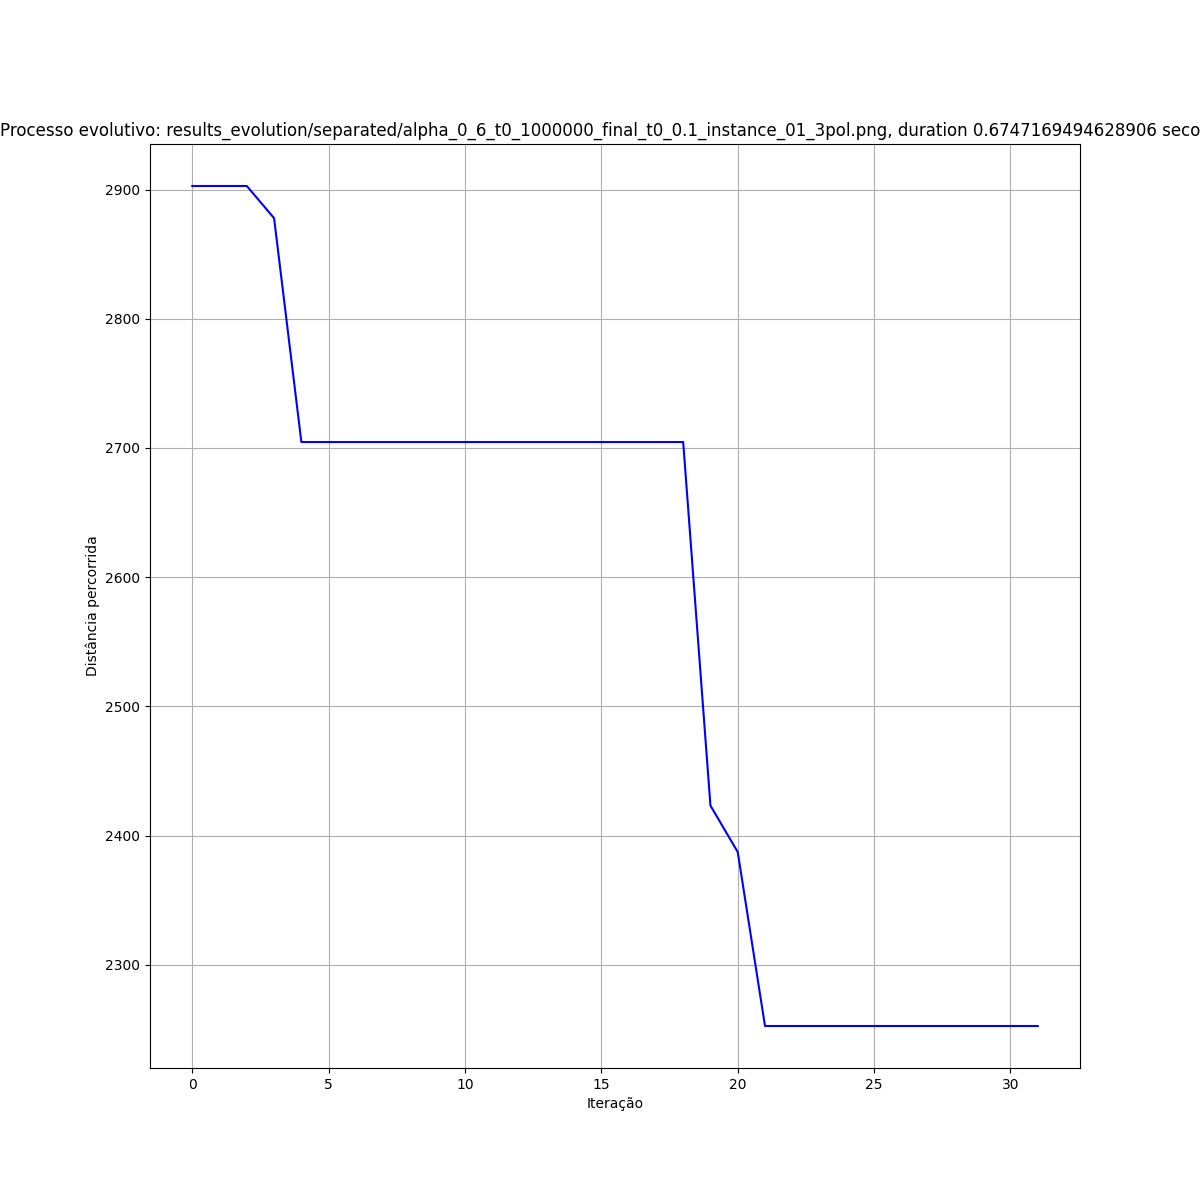 Processo evolutivo: results_evolution/separated/alpha_0_6_t0_1000000_final_t0_0.1_instance_01_3pol.png, duration 0.6747169494628906 seco
2900
2800
2700
2600
2500
2400
2300
Distância percorrida
0 5 10 15 20 25 30
Iteração